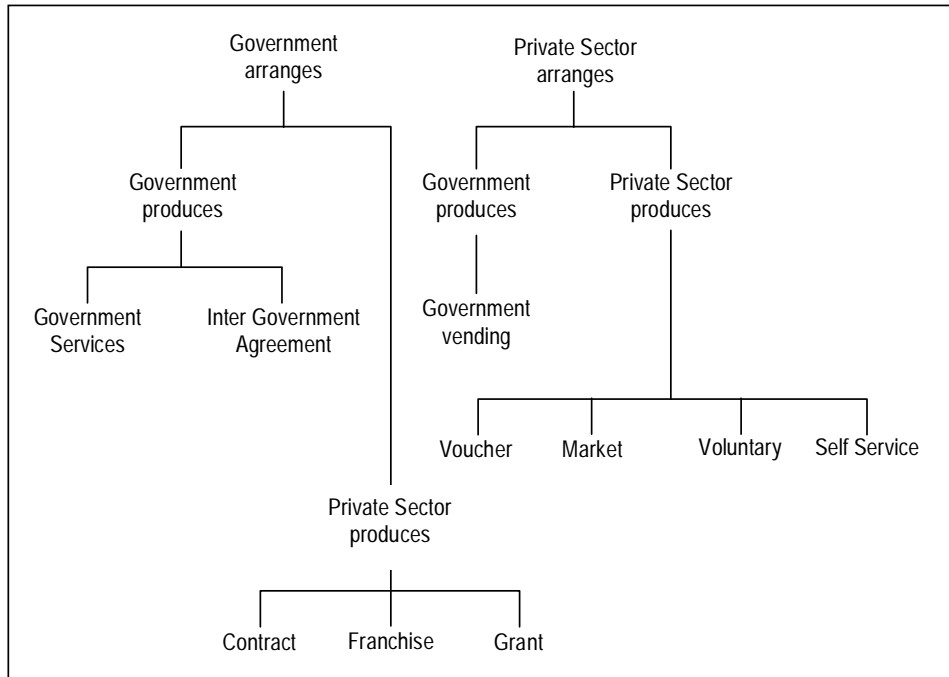 Government
arranges
Private Sector
arranges
Government
produces
Government
produces
Private Sector
produces
Government
Services
Inter Government
Agreement
Government
vending
Voucher
Market
Voluntary
Self Service
Private Sector
produces
Contract
Franchise
Grant